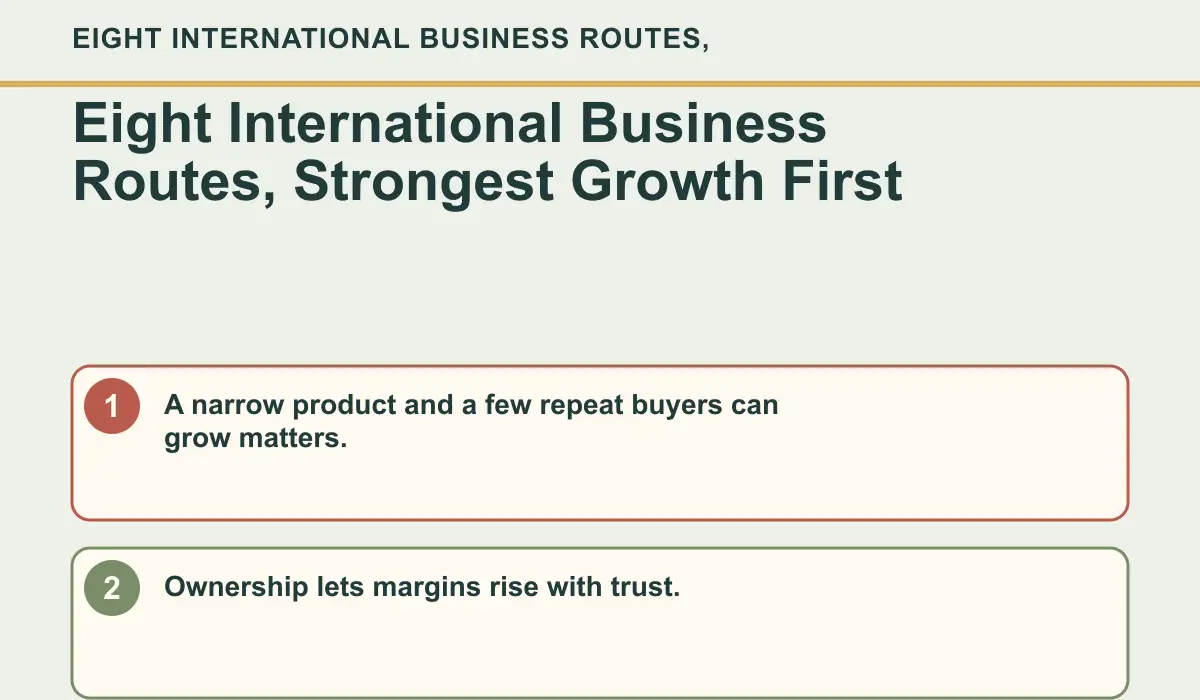 EIGHT INTERNATIONAL BUSINESS ROUTES,
Eight International Business
Routes, Strongest Growth First
1
A narrow product and a few repeat buyers can
grow matters.
2
Ownership lets margins rise with trust.